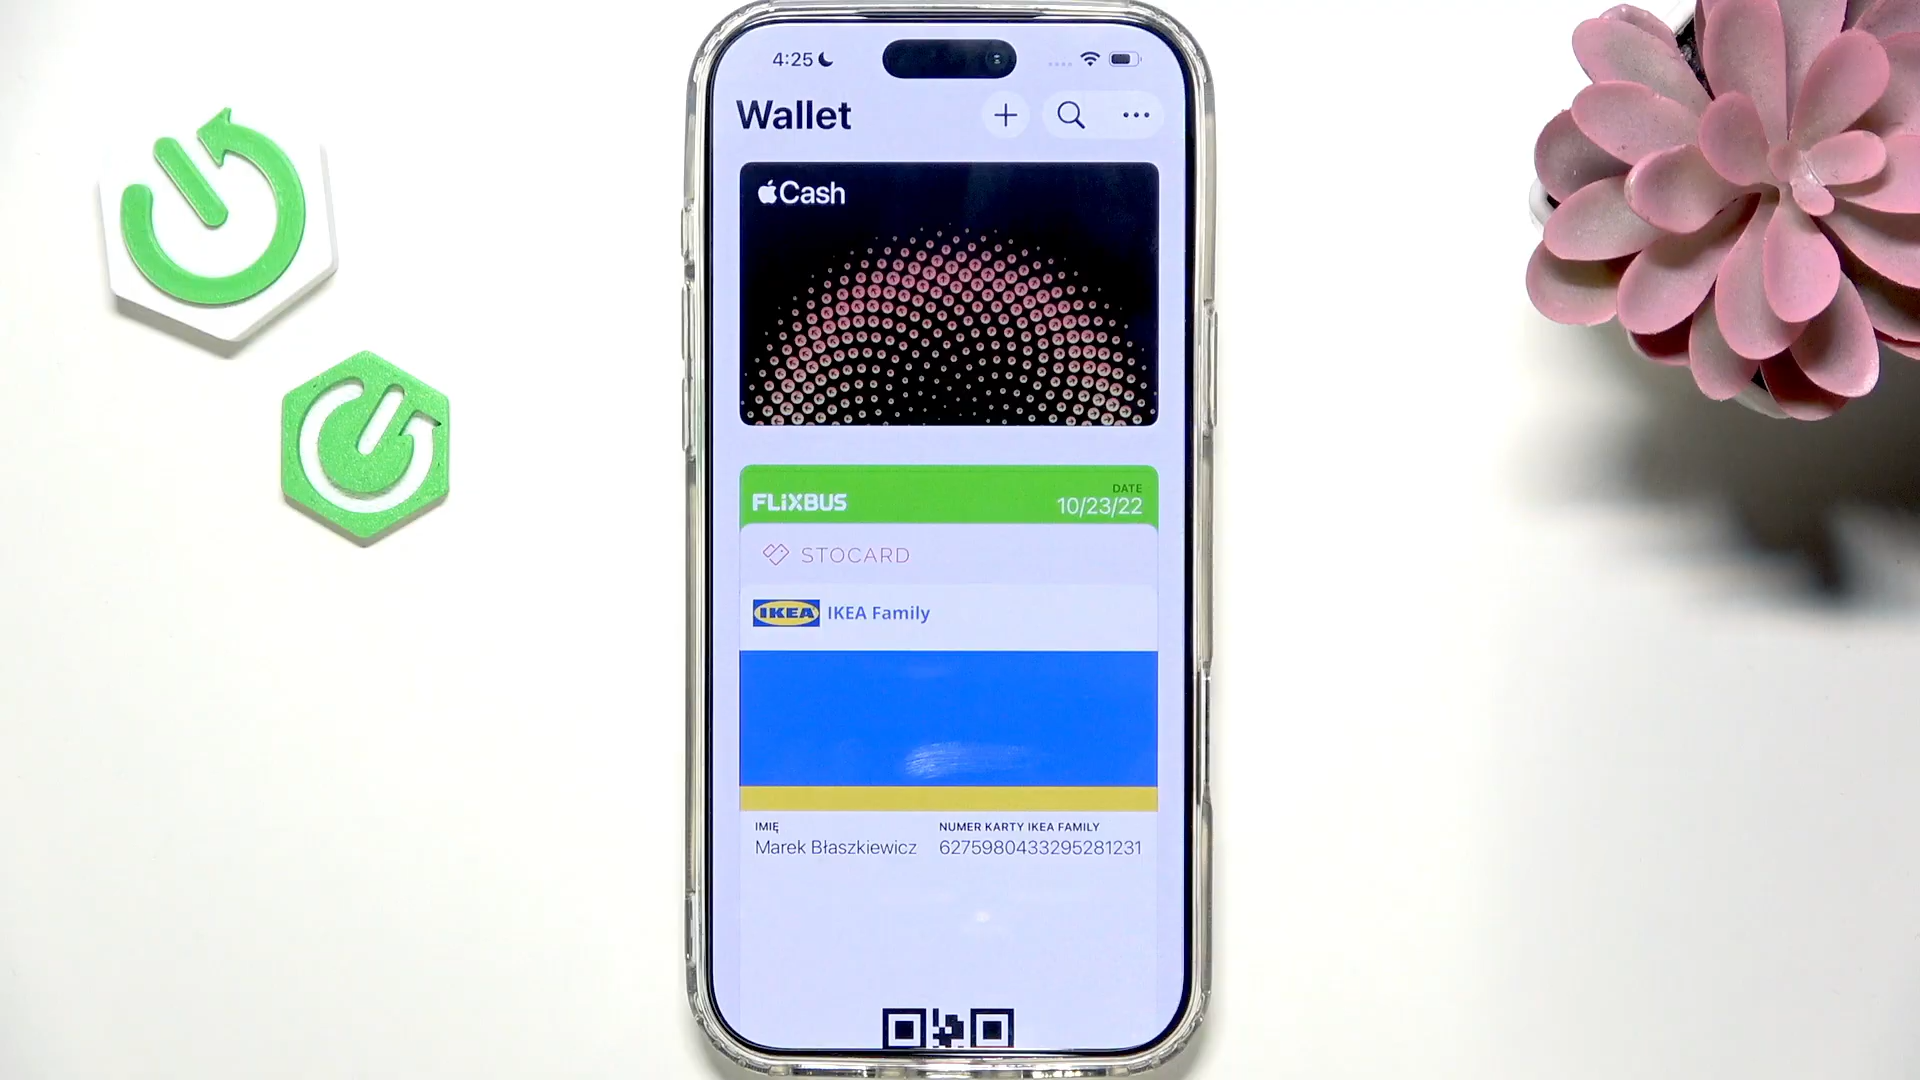 4:25
Wallet
Cash
FLiXBUS
DATE
10/23/22
STOCARD
IKEA IKEA Family
IMIĘ
Marek Błaszkiewicz
NUMER KARTY IKEA FAMILY
6275980433295281231